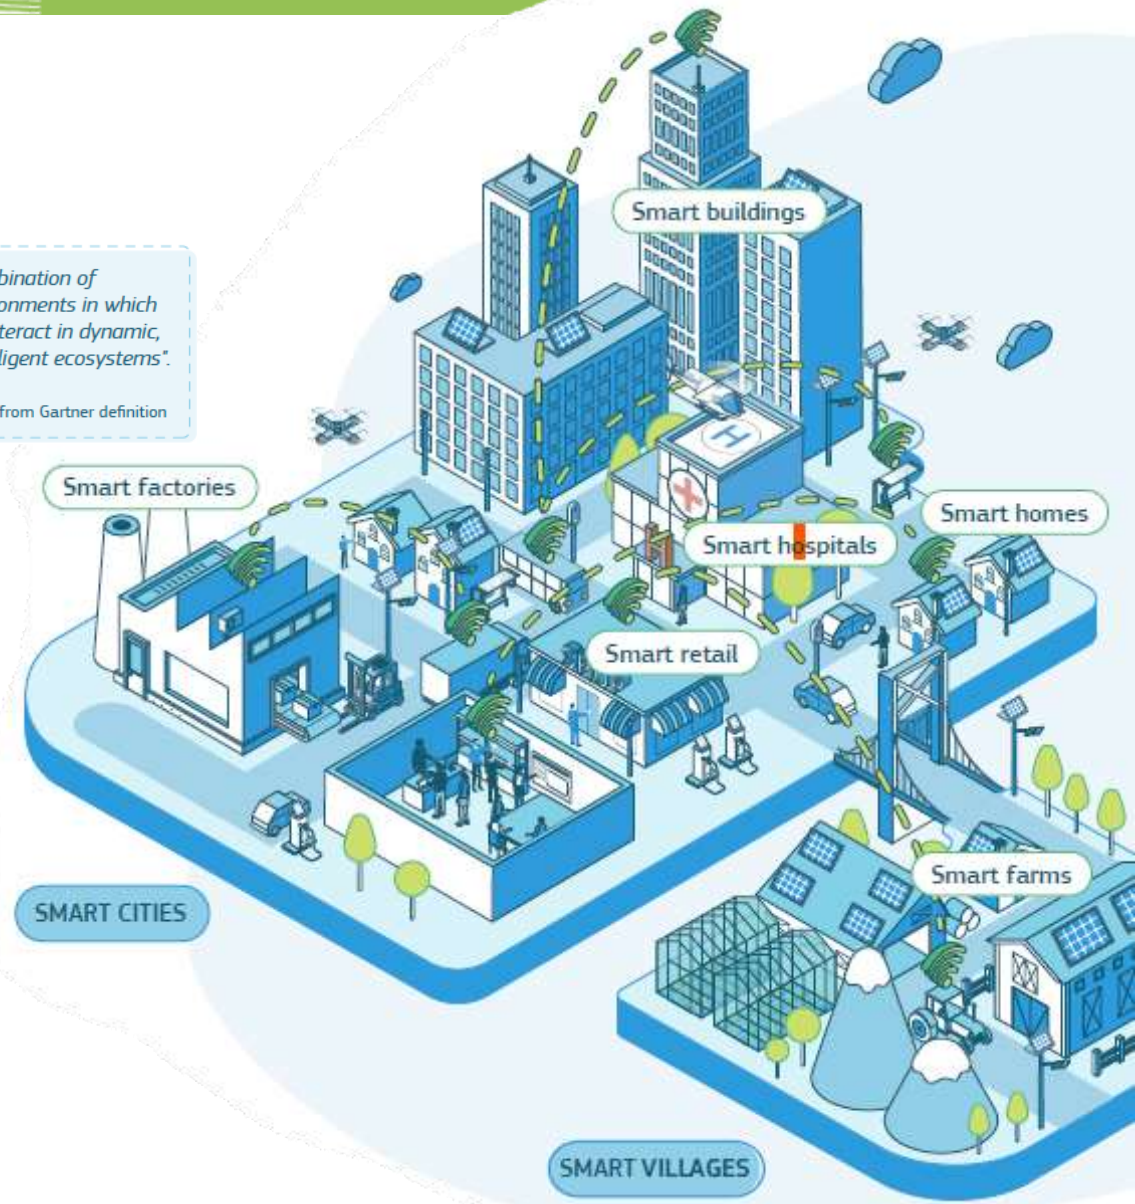 Smart buildings
bination of
onments in which
teract in dynamic,
ligent ecosystems".
from Gartner definition
Smart factories
Smart homes
Smart hospitals
Smart retail
H
Smart farms
SMART CITIES
SMART VILLAGES